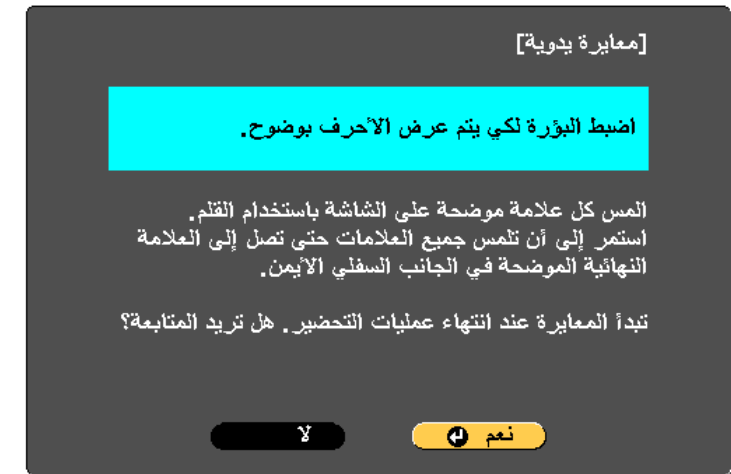 [معايرة يدوية]
اضبط البؤرة لكي يتم عرض الأحرف بوضوح.
المس كل علامة موضحة على الشاشة باستخدام القلم.
استمر إلى أن تلمس جميع العلامات حتى تصل إلى العلامة
النهائية الموضحة في الجانب السفلي الأيمن.
تبدأ المعايرة عند انتهاء عمليات التحضير. هل تريد المتابعة؟
نعم
لا